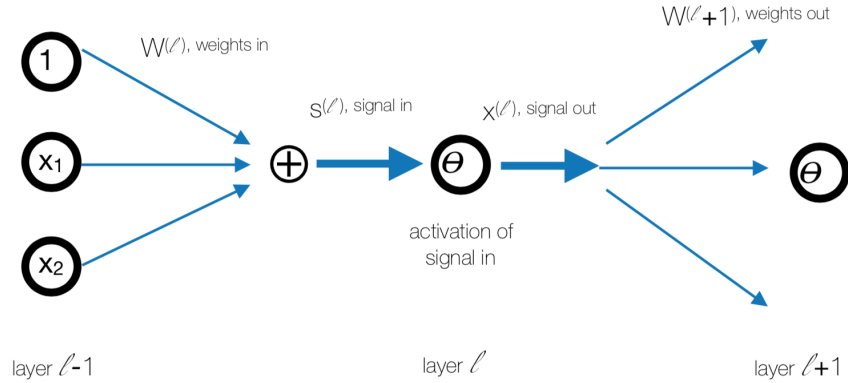 1
x₁
x₂
W⁽ℓ⁾, weights in
+
s⁽ℓ⁾, signal in
θ
activation of
signal in
x⁽ℓ⁾, signal out
W⁽ℓ⁺¹⁾, weights out
θ
layer ℓ-1
layer ℓ
layer ℓ+1